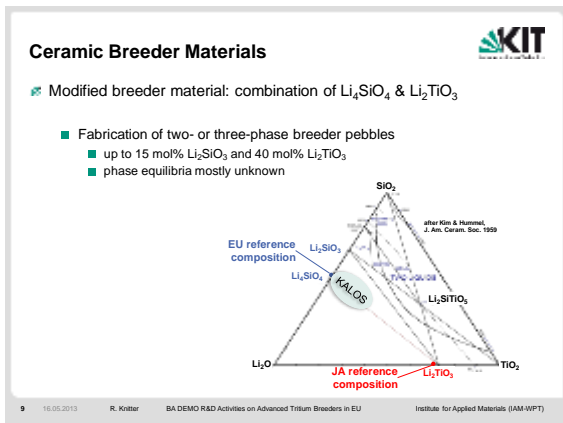 KIT
Ceramic Breeder Materials
Modified breeder material: combination of Li₄SiO₄ & Li₂TiO₃
Fabrication of two- or three-phase breeder pebbles
up to 15 mol% Li₂SiO₃ and 40 mol% Li₂TiO₃
phase equilibria mostly unknown
SiO₂
after Kim & Hummel,
J. Am. Ceram. Soc. 1959
EU reference
composition
Li₂SiO₃
Li₄SiO₄
TWO LIQUIDS
KALOS
Li₂SiTiO₅
Li₂O
TiO₂
JA reference
composition
Li₂TiO₃
9 16.05.2013 R. Knitter BA DEMO R&D Activities on Advanced Tritium Breeders in EU Institute for Applied Materials (IAM-WPT)